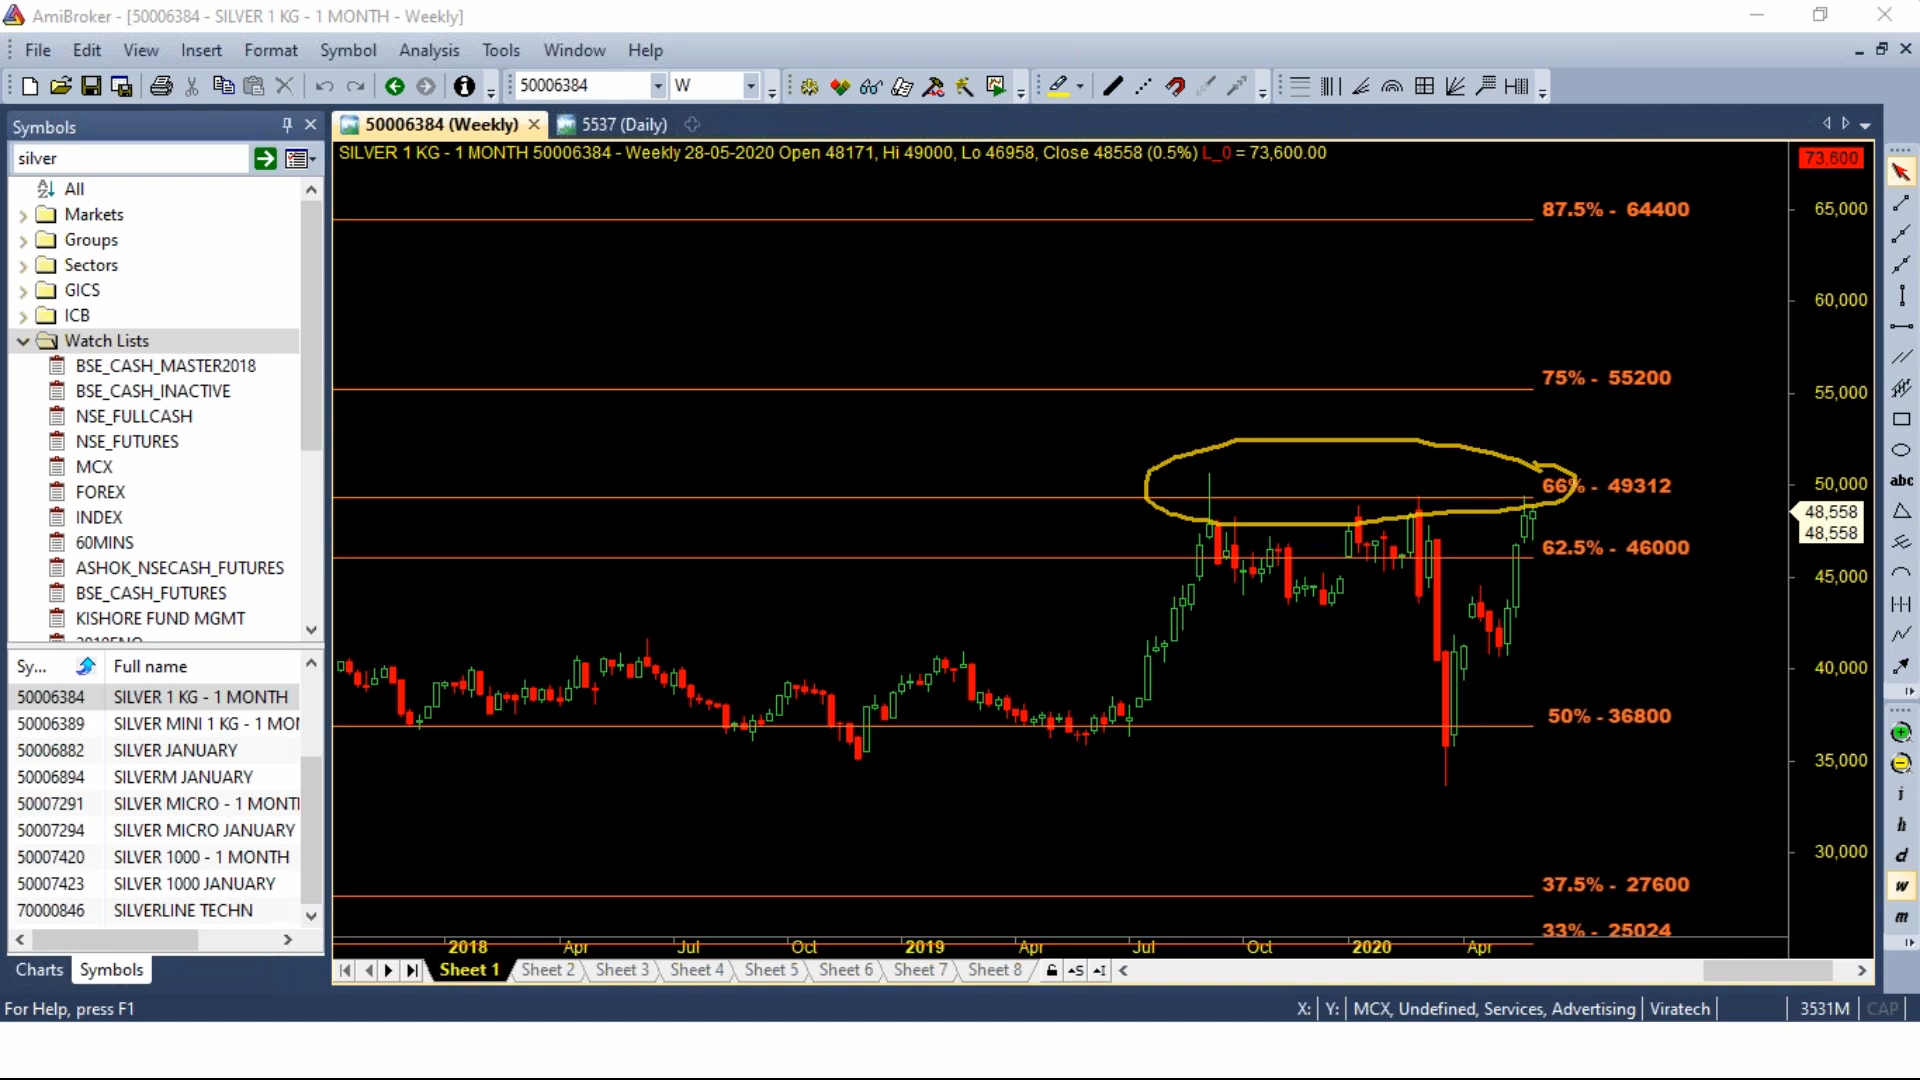 AmiBroker - [50006384 - SILVER 1 KG - 1 MONTH - Weekly]
File Edit View Insert Format Symbol Analysis Tools Window Help
50006384 W
Symbols
50006384 (Weekly) 5537 (Daily)
silver
SILVER 1 KG - 1 MONTH 50006384 - Weekly 28-05-2020 Open 48171, Hi 49000, Lo 46958, Close 48558 (0.5%) L_0 = 73,600.00
73,600
All
Markets
Groups
Sectors
GICS
ICB
Watch Lists
BSE_CASH_MASTER2018
BSE_CASH_INACTIVE
NSE_FULLCASH
NSE_FUTURES
MCX
FOREX
INDEX
60MINS
ASHOK_NSECASH_FUTURES
BSE_CASH_FUTURES
KISHORE FUND MGMT
Sy... Full name
50006384 SILVER 1 KG - 1 MONTH
50006389 SILVER MINI 1 KG - 1 MO
50006882 SILVER JANUARY
50006894 SILVERM JANUARY
50007291 SILVER MICRO - 1 MONT
50007294 SILVER MICRO JANUARY
50007420 SILVER 1000 - 1 MONTH
50007423 SILVER 1000 JANUARY
70000846 SILVERLINE TECHN
Charts Symbols
87.5% - 64400
75% - 55200
66% - 49312
62.5% - 46000
50% - 36800
37.5% - 27600
33% - 25024
65,000
60,000
55,000
50,000
48,558
48,558
45,000
40,000
35,000
30,000
2018 Apr Jul Oct 2019 Apr Jul Oct 2020 Apr
Sheet 1 Sheet 2 Sheet 3 Sheet 4 Sheet 5 Sheet 6 Sheet 7 Sheet 8
abc
i
h
d
w
m
For Help, press F1
X: Y: MCX, Undefined, Services, Advertising Viratech 3531M CAP